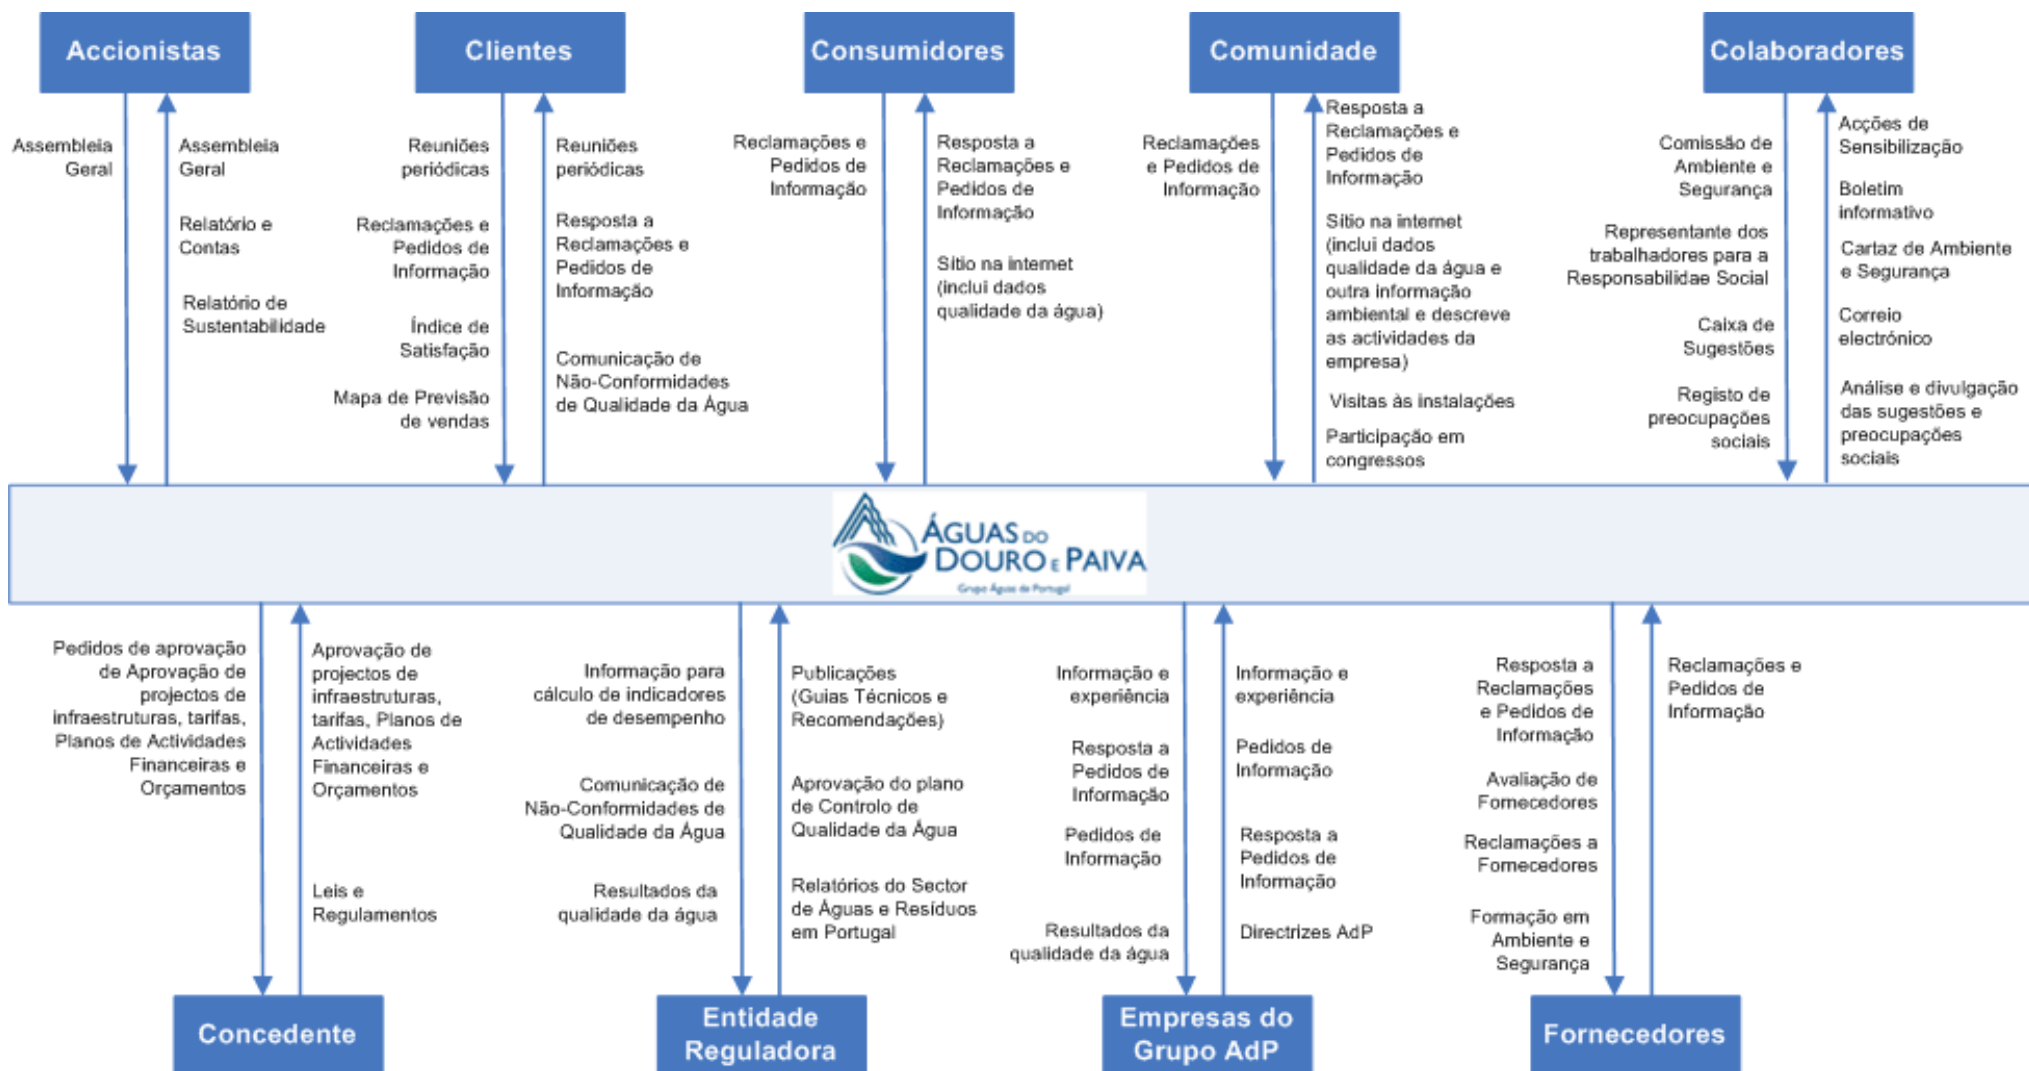 Accionistas
Clientes
Consumidores
Comunidade
Colaboradores
Assembleia
Geral
Assembleia
Geral
Relatório e
Contas
Relatório de
Sustentabilidade
Reuniões
periódicas
Reclamações e
Pedidos de
Informação
Índice de
Satisfação
Mapa de Previsão
de vendas
Reuniões
periódicas
Resposta a
Reclamações e
Pedidos de
Informação
Comunicação de
Não-Conformidades
de Qualidade da Água
Reclamações e
Pedidos de
Informação
Resposta a
Reclamações e
Pedidos de
Informação
Sítio na internet
(inclui dados
qualidade da água)
Reclamações
e Pedidos de
Informação
Resposta a
Reclamações e
Pedidos de
Informação
Sítio na internet
(inclui dados
qualidade da água e
outra informação
ambiental e descreve
as actividades da
empresa)
Visitas às instalações
Participação em
congressos
Comissão de
Ambiente e
Segurança
Representante dos
trabalhadores para a
Responsabilidae Social
Caixa de
Sugestões
Registo de
preocupações
sociais
Acções de
Sensibilização
Boletim
informativo
Cartaz de Ambiente
e Segurança
Correio
electrónico
Análise e divulgação
das sugestões e
preocupações
sociais
ÁGUAS DO
DOURO E PAIVA
Grupo Águas de Portugal
Pedidos de aprovação
de Aprovação de
projectos de
infraestruturas, tarifas,
Planos de Actividades
Financeiras e
Orçamentos
Aprovação de
projectos de
infraestruturas,
tarifas, Planos de
Actividades
Financeiras e
Orçamentos
Leis e
Regulamentos
Informação para
cálculo de indicadores
de desempenho
Comunicação de
Não-Conformidades de
Qualidade da Água
Resultados da
qualidade da água
Publicações
(Guias Técnicos e
Recomendações)
Aprovação do plano
de Controlo de
Qualidade da Água
Relatórios do Sector
de Águas e Resíduos
em Portugal
Informação e
experiência
Resposta a
Pedidos de
Informação
Pedidos de
Informação
Resultados da
qualidade da água
Informação e
experiência
Pedidos de
Informação
Resposta a
Pedidos de
Informação
Directrizes AdP
Resposta a
Reclamações
e Pedidos de
Informação
Avaliação de
Fornecedores
Reclamações a
Fornecedores
Formação em
Ambiente e
Segurança
Reclamações e
Pedidos de
Informação
Concedente
Entidade
Reguladora
Empresas do
Grupo AdP
Fornecedores